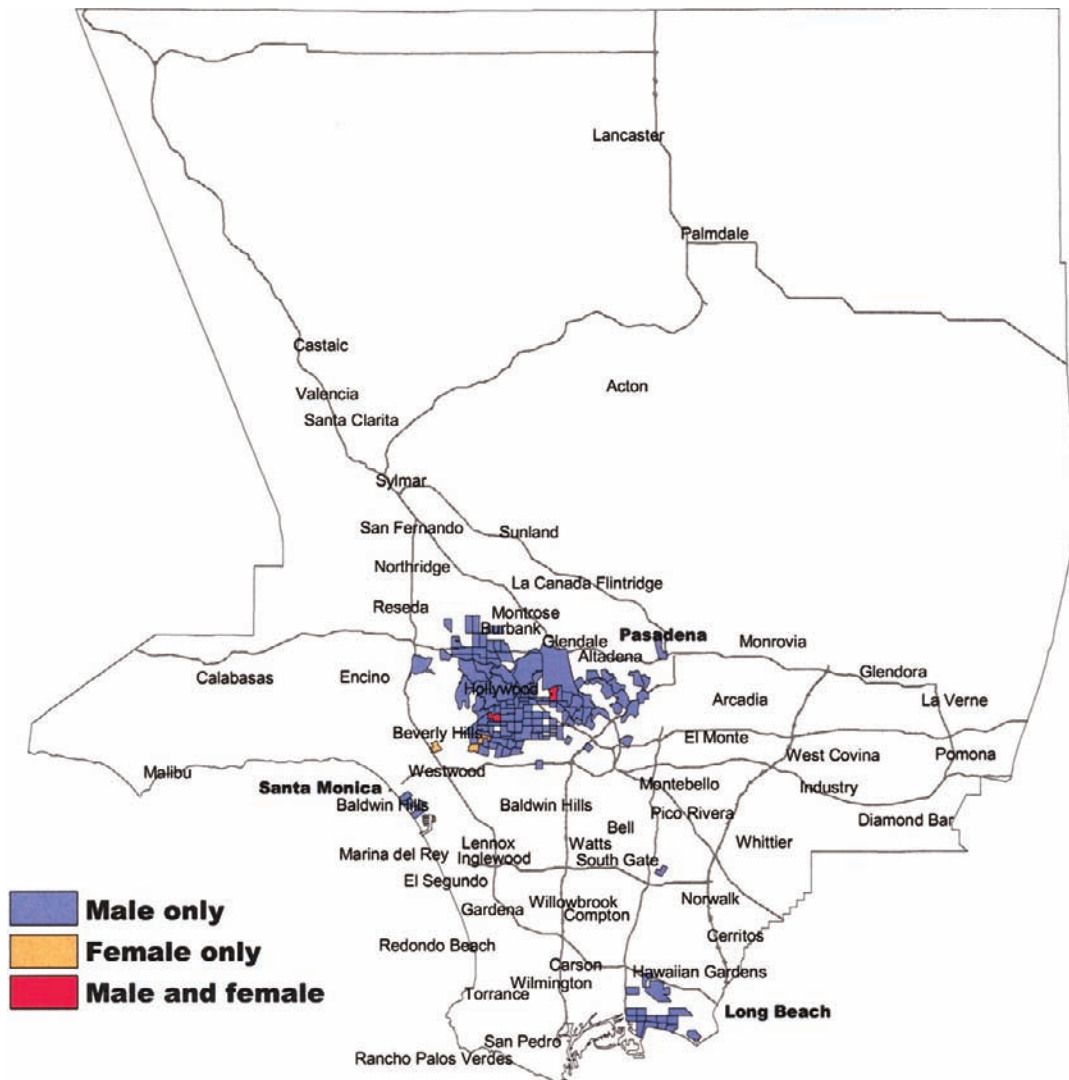 Lancaster
Palmdale
Castaic
Acton
Valencia
Santa Clarita
Sylmar
San Fernando
Sunland
Northridge
La Canada Flintridge
Reseda
Montrose
Burbank
Pasadena
Glendale
Monrovia
Altadena
Glendora
Calabasas
Encino
Hollywood
Arcadia
La Verne
Beverly Hills
El Monte
West Covina
Pomona
Malibu
Westwood
Santa Monica
Montebello
Industry
Baldwin Hills
Baldwin Hills
Pico Rivera
Diamond Bar
Bell
Lennox
Watts
Whittier
Marina del Rey
Inglewood
South Gate
El Segundo
Male only
Gardena
Willowbrook
Norwalk
Compton
Female only
Redondo Beach
Cerritos
Carson
Hawaiian Gardens
Male and female
Wilmington
Torrance
Long Beach
San Pedro
Rancho Palos Verdes